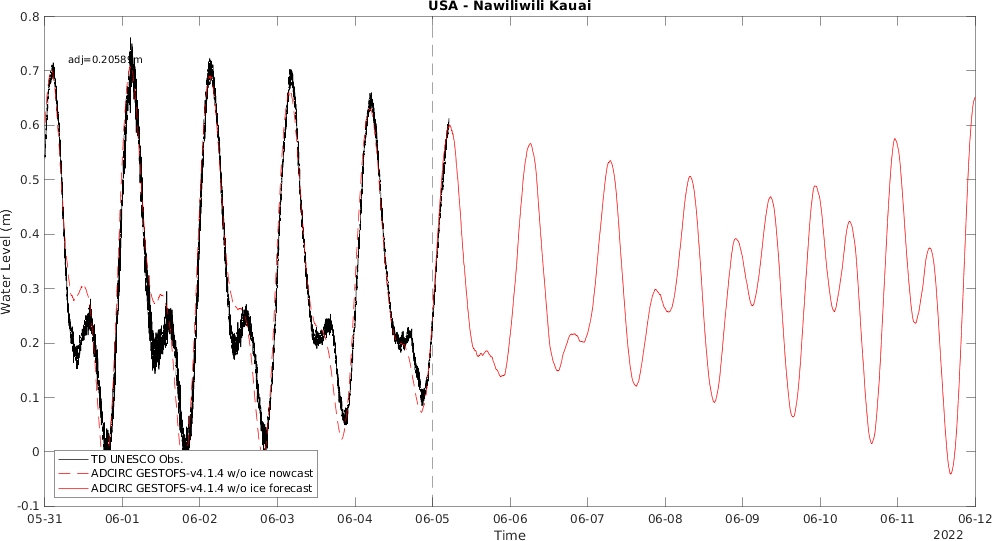 USA - Nawiliwili Kauai
adj=0.20589m
0.8
0.7
0.6
0.5
0.4
0.3
0.2
0.1
0
-0.1
Water Level (m)
TD UNESCO Obs.
ADCIRC GESTOFS-v4.1.4 w/o ice nowcast
ADCIRC GESTOFS-v4.1.4 w/o ice forecast
05-31 06-01 06-02 06-03 06-04 06-05 06-06 06-07 06-08 06-09 06-10 06-11 06-12
Time
2022